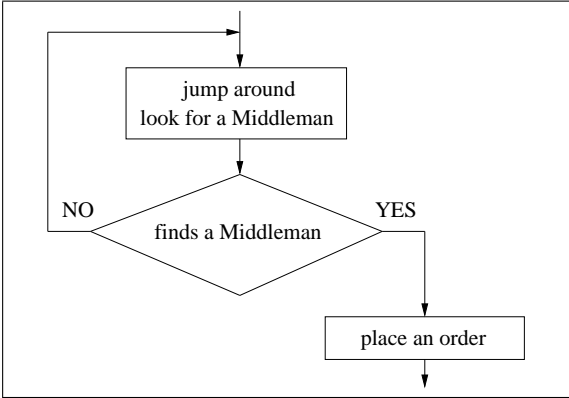 jump around
look for a Middleman
NO
YES
finds a Middleman
place an order